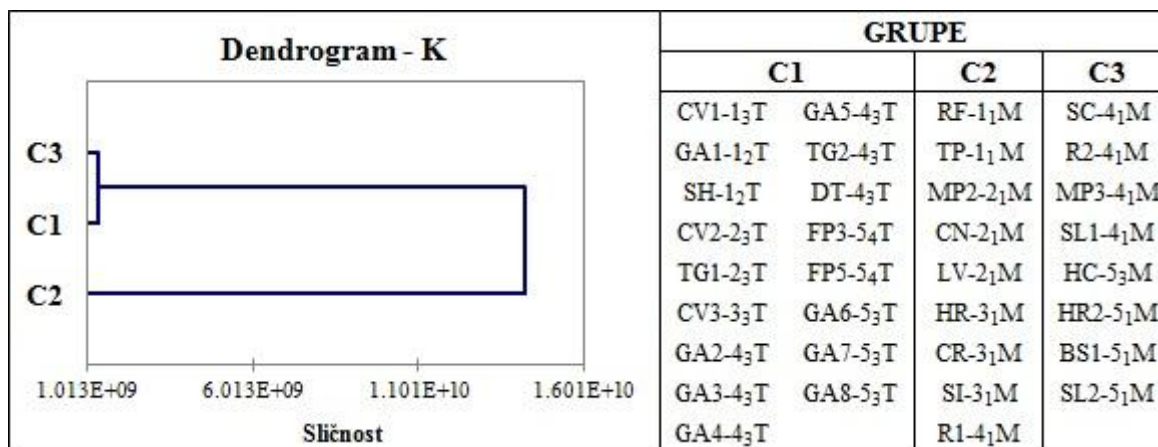 Dendrogram - K
C3
C1
C2
1.013E+09 6.013E+09 1.101E+10 1.601E+10
Sličnost
GRUPE
C1 C2 C3
CV1-1₃T GA5-4₃T RF-1₁M SC-4₁M
GA1-1₂T TG2-4₃T TP-1₁M R2-4₁M
SH-1₂T DT-4₃T MP2-2₁M MP3-4₁M
CV2-2₃T FP3-5₄T CN-2₁M SL1-4₁M
TG1-2₃T FP5-5₄T LV-2₁M HC-5₃M
CV3-3₃T GA6-5₃T HR-3₁M HR2-5₁M
GA2-4₃T GA7-5₃T CR-3₁M BS1-5₁M
GA3-4₃T GA8-5₃T SI-3₁M SL2-5₁M
GA4-4₃T R1-4₁M